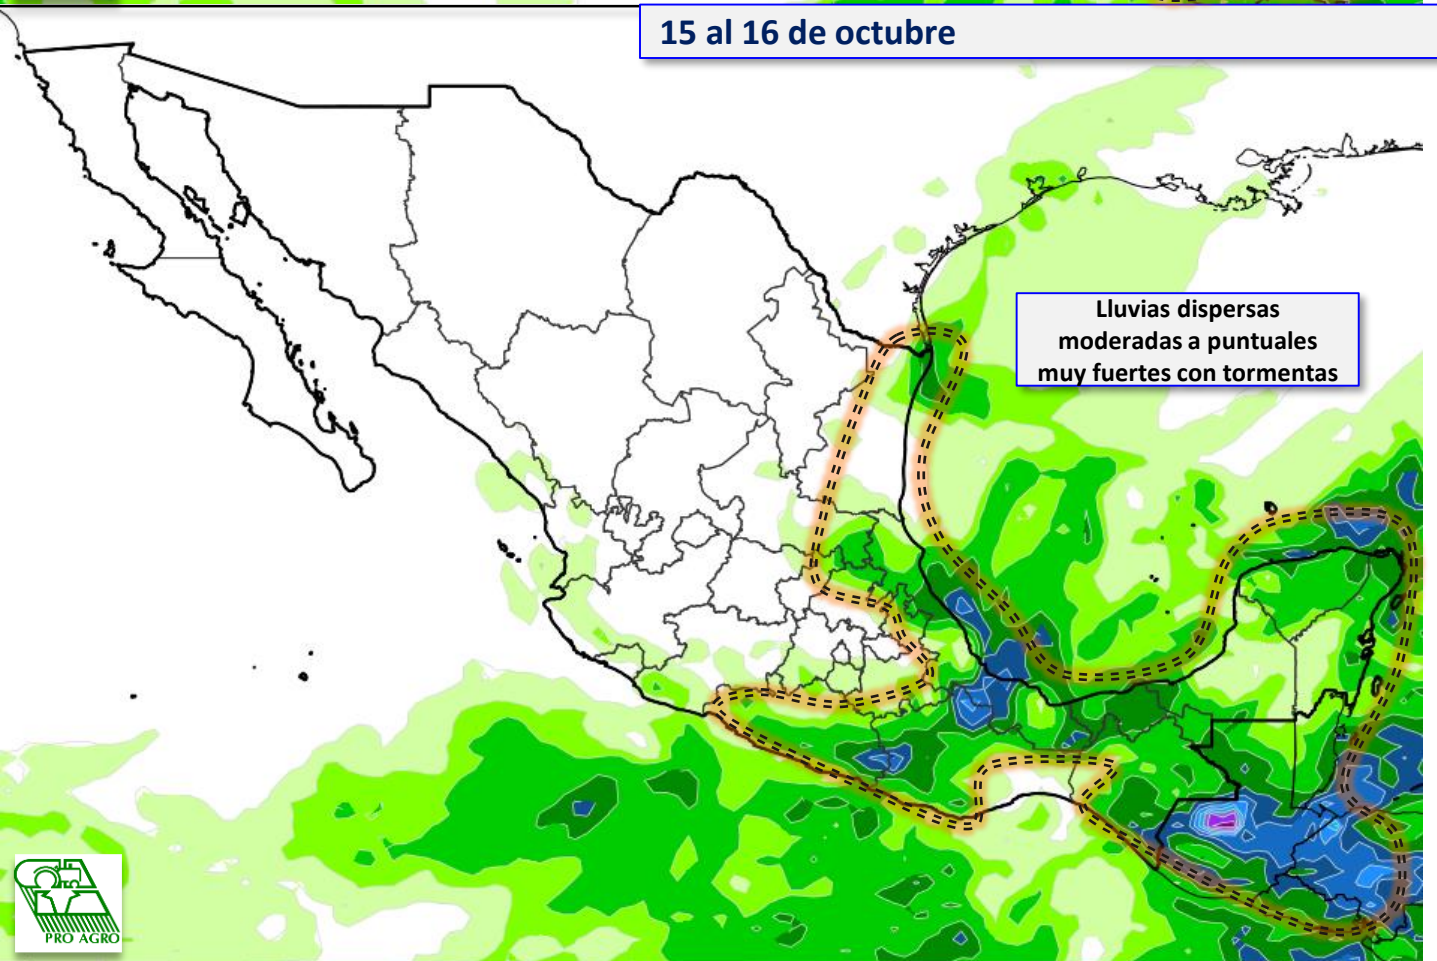 15 al 16 de octubre
Lluvias dispersas
moderadas a puntuales
muy fuertes con tormentas
PRO AGRO